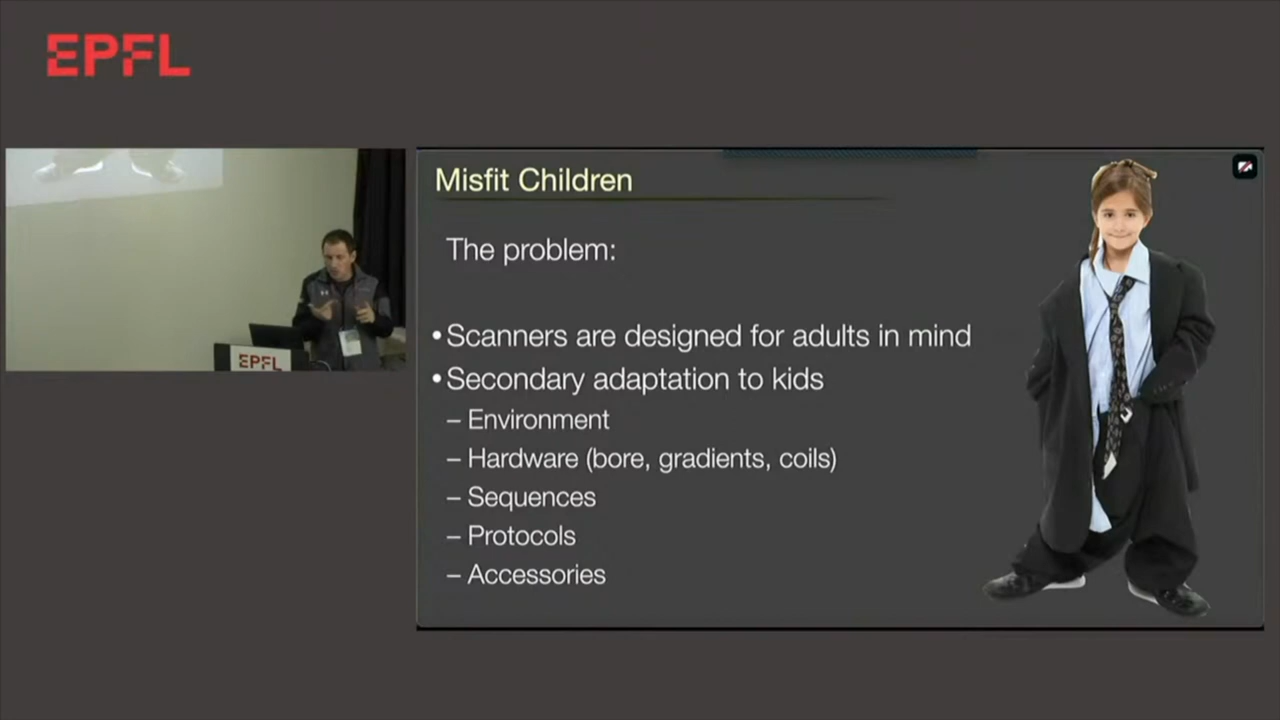 EPFL
EPFL
Misfit Children
The problem:
•Scanners are designed for adults in mind
•Secondary adaptation to kids
– Environment
– Hardware (bore, gradients, coils)
– Sequences
– Protocols
– Accessories